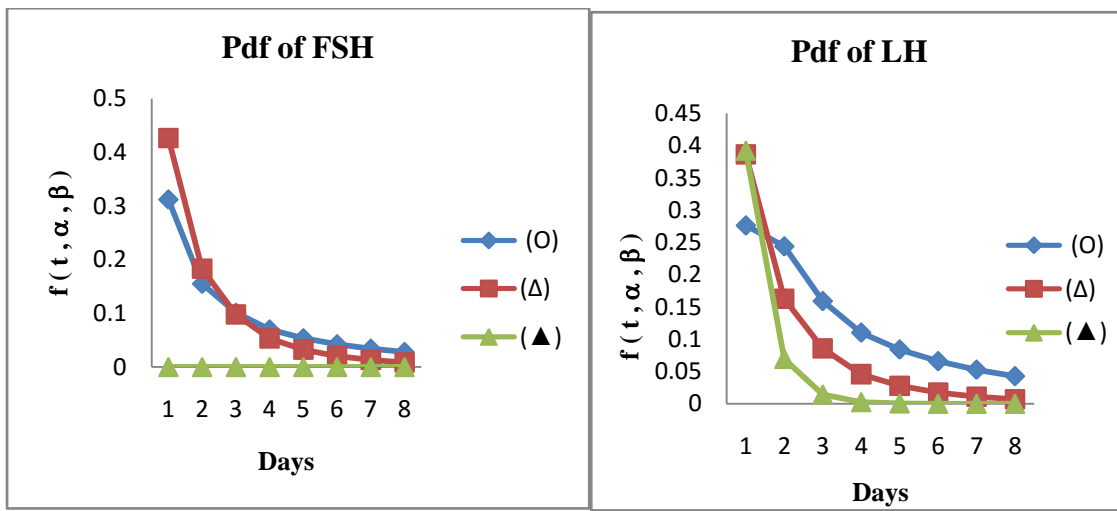 Pdf of FSH
0.5
0.4
0.3
0.2
0.1
0
f ( t , α , β )
1 2 3 4 5 6 7 8
Days
(O)
(Δ)
(▲)
Pdf of LH
0.45
0.4
0.35
0.3
0.25
0.2
0.15
0.1
0.05
0
f ( t , α , β )
1 2 3 4 5 6 7 8
Days
(O)
(Δ)
(▲)